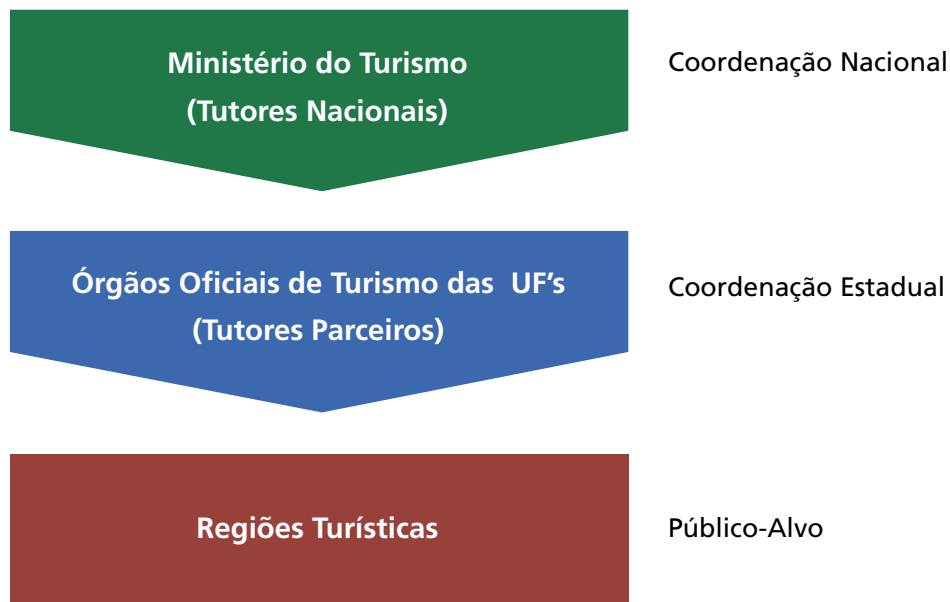 Ministério do Turismo
(Tutores Nacionais)
Coordenação Nacional
Órgãos Oficiais de Turismo das UF's
(Tutores Parceiros)
Coordenação Estadual
Regiões Turísticas
Público-Alvo